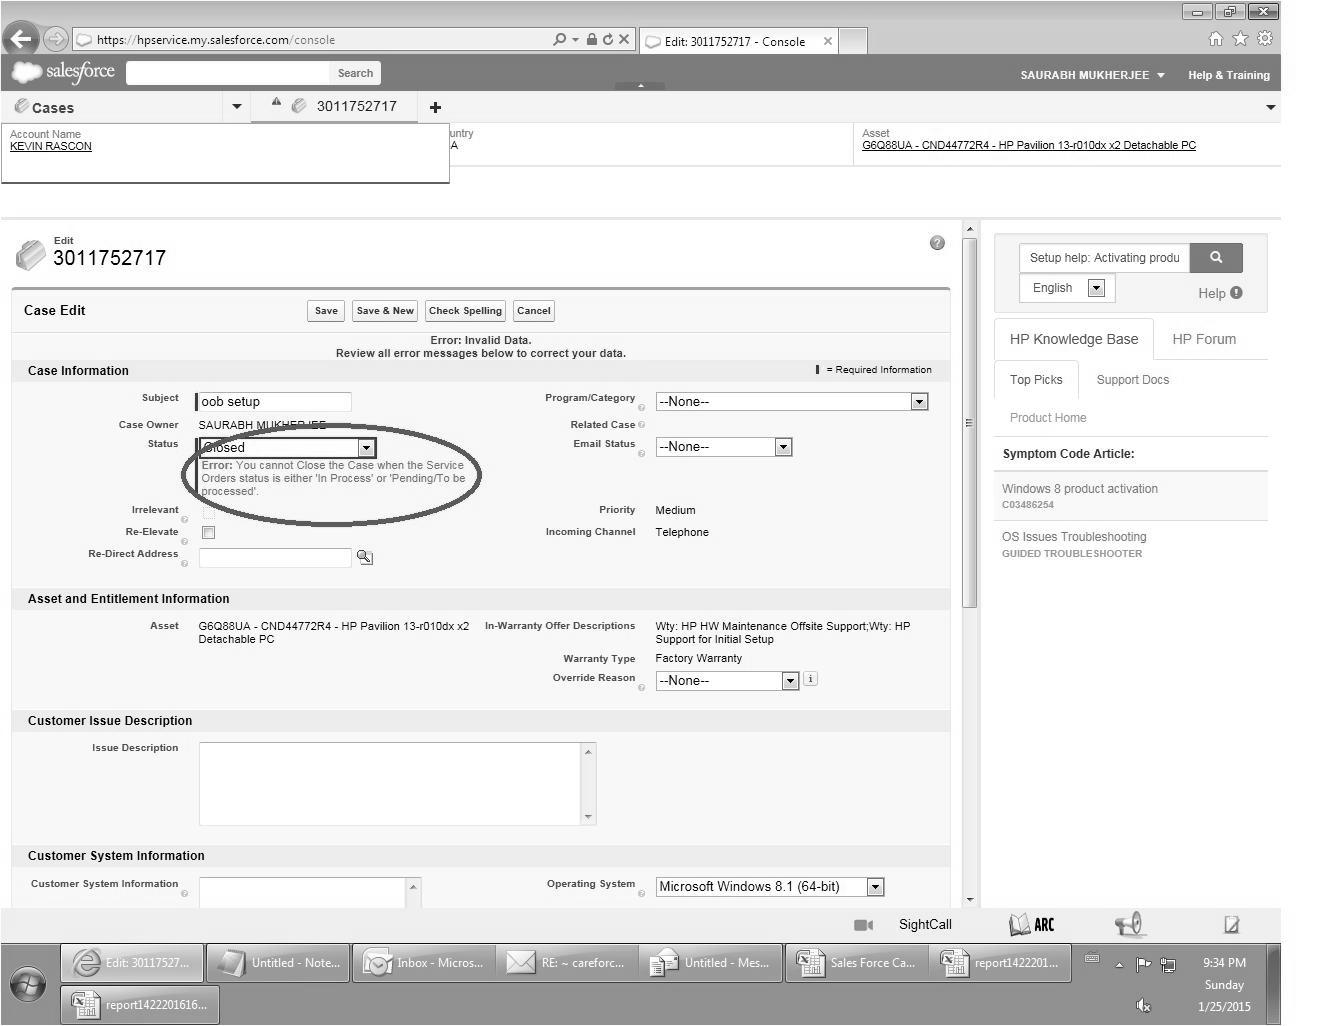 https://hpservice.my.salesforce.com/console
Edit: 3011752717 - Console
salesforce
Search
SAURABH MUKHERJEE
Help & Training
Cases
3011752717
Account Name
KEVIN RASCON
untry
A
Asset
G6Q88UA - CND44772R4 - HP Pavilion 13-r010dx x2 Detachable PC
Edit
3011752717
Case Edit
Save
Save & New
Check Spelling
Cancel
Error: Invalid Data.
Review all error messages below to correct your data.
Case Information
= Required Information
Subject
oob setup
Program/Category
--None--
Case Owner
SAURABH MUKHERJEE
Related Case
Status
Closed
Email Status
--None--
Error: You cannot Close the Case when the Service
Orders status is either 'In Process' or 'Pending/To be
processed'.
Irrelevant
Priority
Medium
Re-Elevate
Incoming Channel
Telephone
Re-Direct Address
Asset and Entitlement Information
Asset
G6Q88UA - CND44772R4 - HP Pavilion 13-r010dx x2
Detachable PC
In-Warranty Offer Descriptions
Wty: HP HW Maintenance Offsite Support;Wty: HP
Support for Initial Setup
Warranty Type
Factory Warranty
Override Reason
--None--
Customer Issue Description
Issue Description
Customer System Information
Customer System Information
Operating System
Microsoft Windows 8.1 (64-bit)
Setup help: Activating produ
English
Help
HP Knowledge Base
HP Forum
Top Picks
Support Docs
Product Home
Symptom Code Article:
Windows 8 product activation
C03486254
OS Issues Troubleshooting
GUIDED TROUBLESHOOTER
SightCall
ARC
Edit: 30117527...
Untitled - Note...
Inbox - Micros...
RE: ~ careforc...
Untitled - Mes...
Sales Force Ca...
report1422201...
9:34 PM
Sunday
1/25/2015
report1422201616...